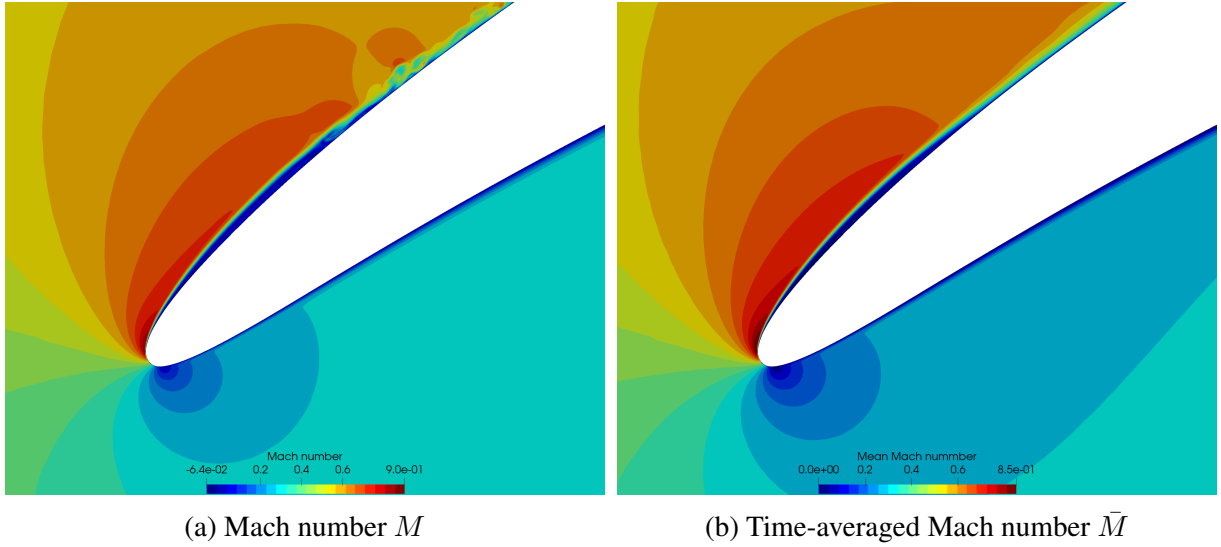 Mach number
-6.4e-02 0.2 0.4 0.6 9.0e-01
Mean Mach nummber
0.0e+00 0.2 0.4 0.6 8.5e-01
(a) Mach number M
(b) Time-averaged Mach number M̄